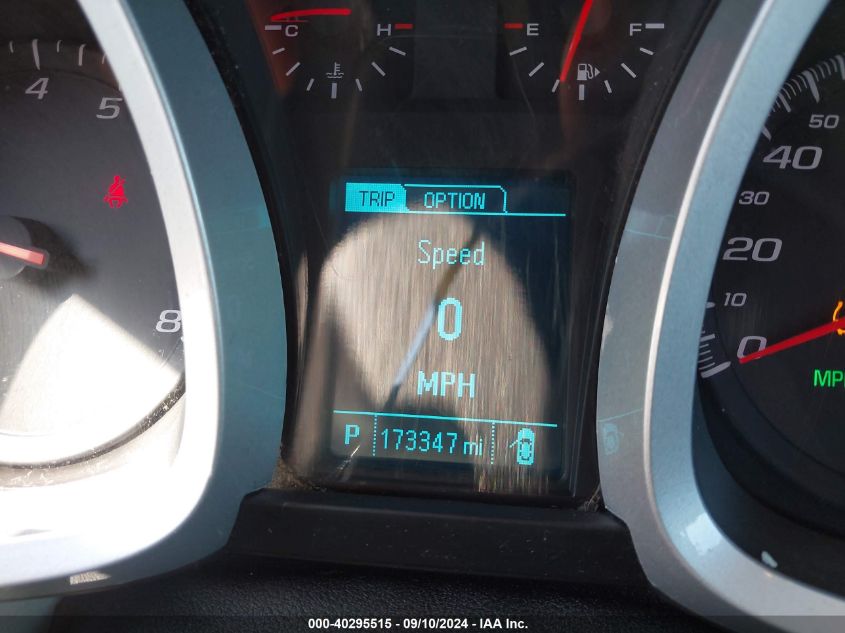 C H E F
4 5
8
TRIP OPTION
Speed
0
MPH
P 173347 mi
50
40
30
20
10
0
MPH
000-40295515 - 09/10/2024 - IAA Inc.